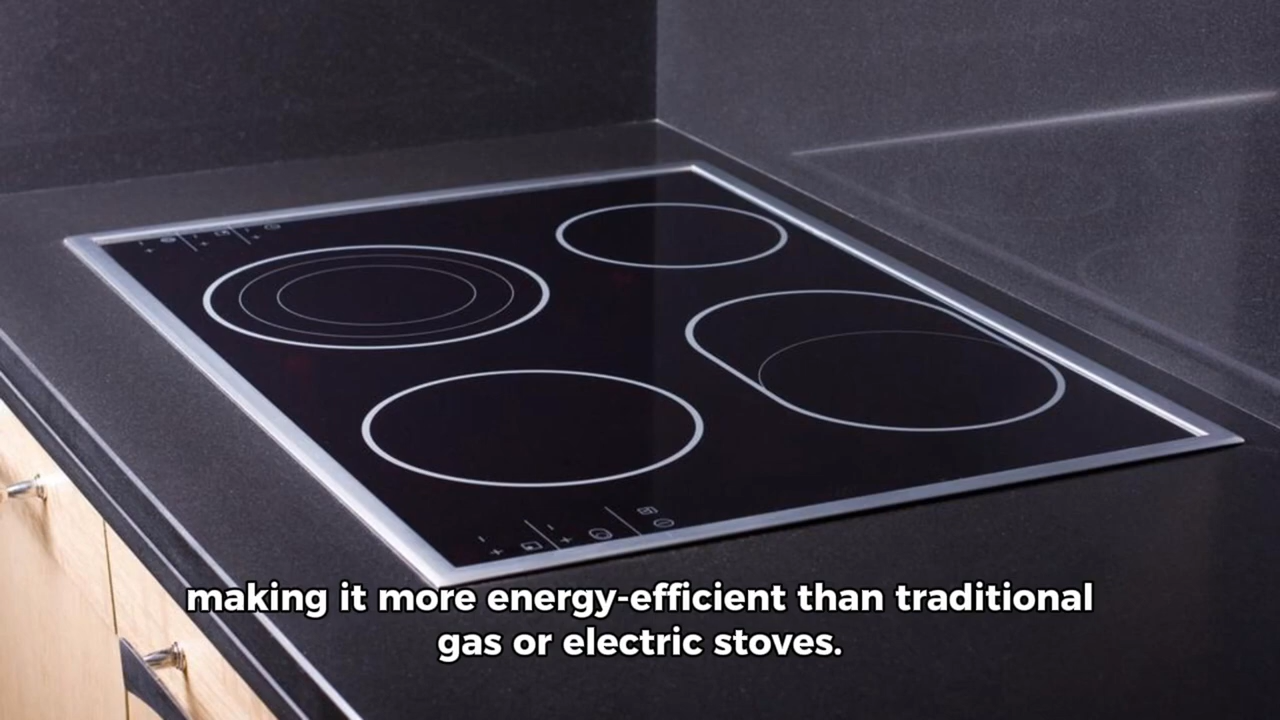 making it more energy-efficient than traditional
gas or electric stoves.